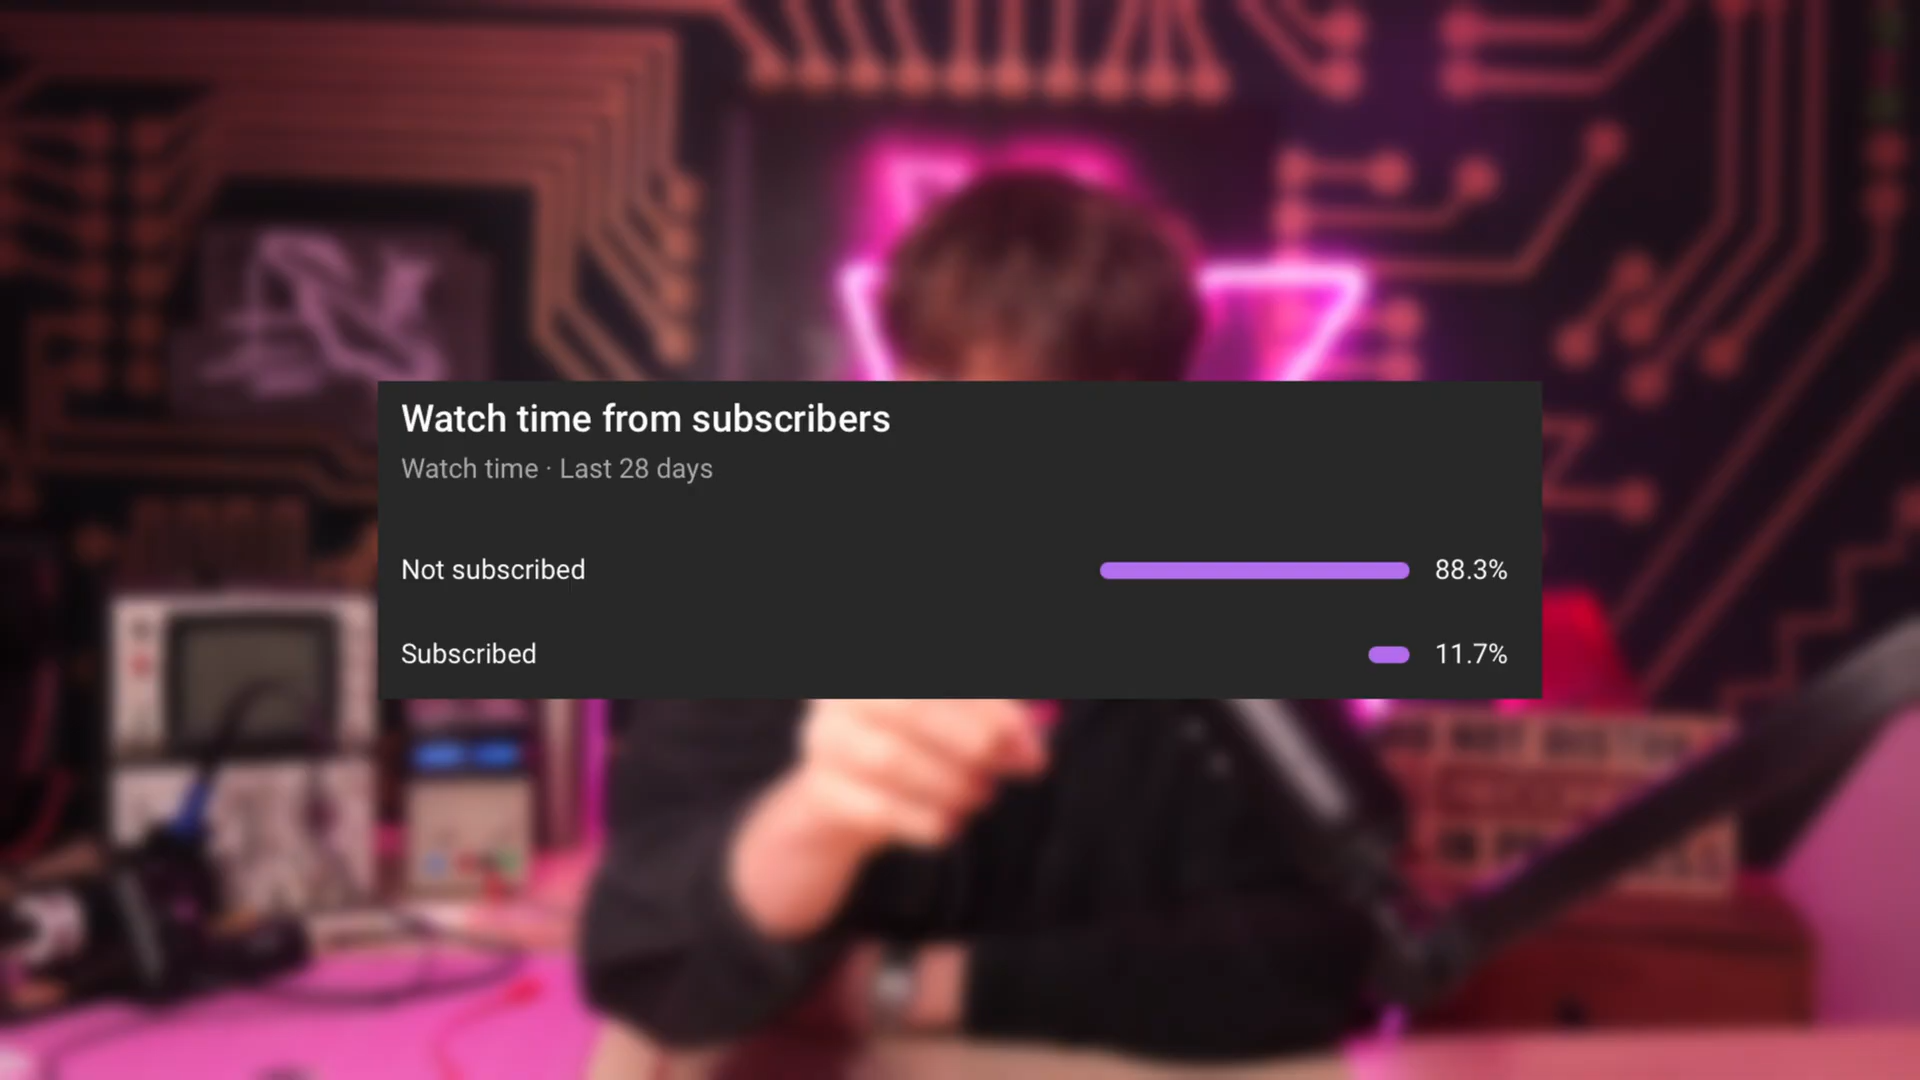 Watch time from subscribers
Watch time · Last 28 days
Not subscribed 88.3%
Subscribed 11.7%